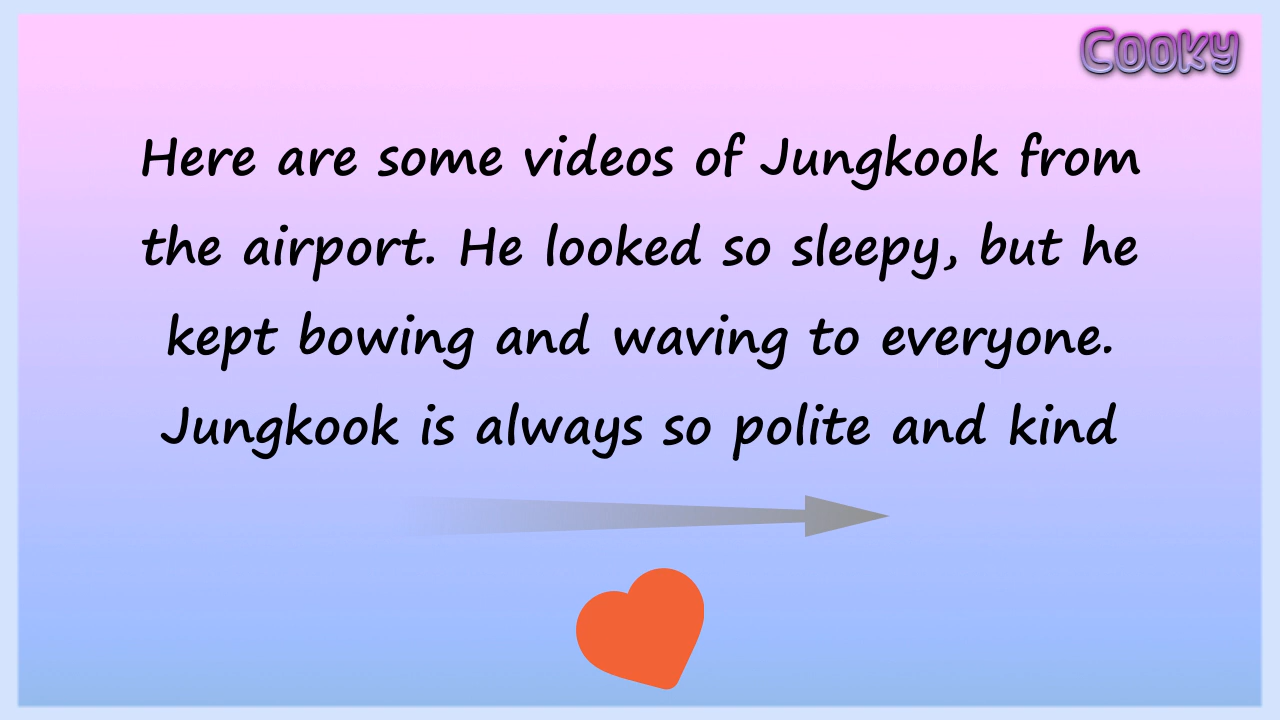 Cooky
Here are some videos of Jungkook from
the airport. He looked so sleepy, but he
kept bowing and waving to everyone.
Jungkook is always so polite and kind